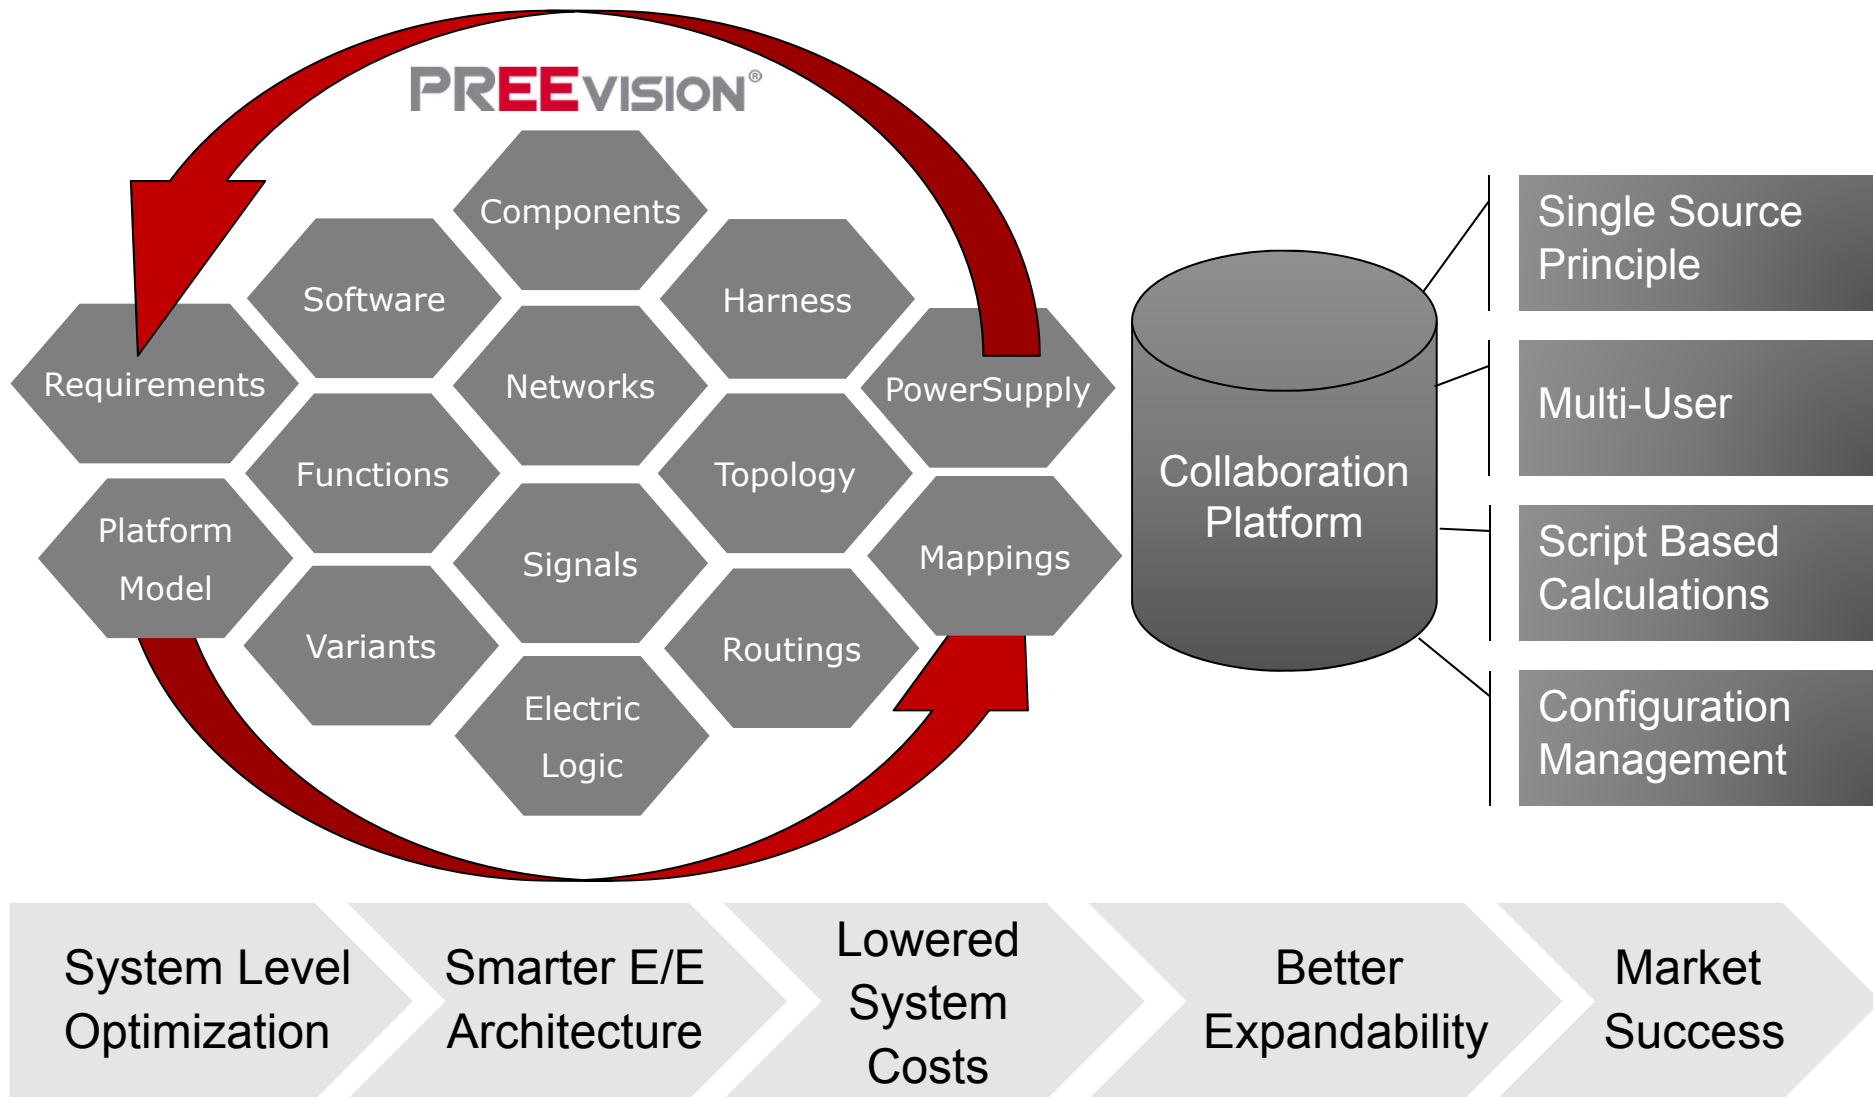 PREEVISION®
Components
Software
Harness
Requirements
Networks
PowerSupply
Functions
Topology
Platform
Model
Signals
Mappings
Variants
Routings
Electric
Logic
Collaboration
Platform
Single Source
Principle
Multi-User
Script Based
Calculations
Configuration
Management
System Level
Optimization
Smarter E/E
Architecture
Lowered
System
Costs
Better
Expandability
Market
Success